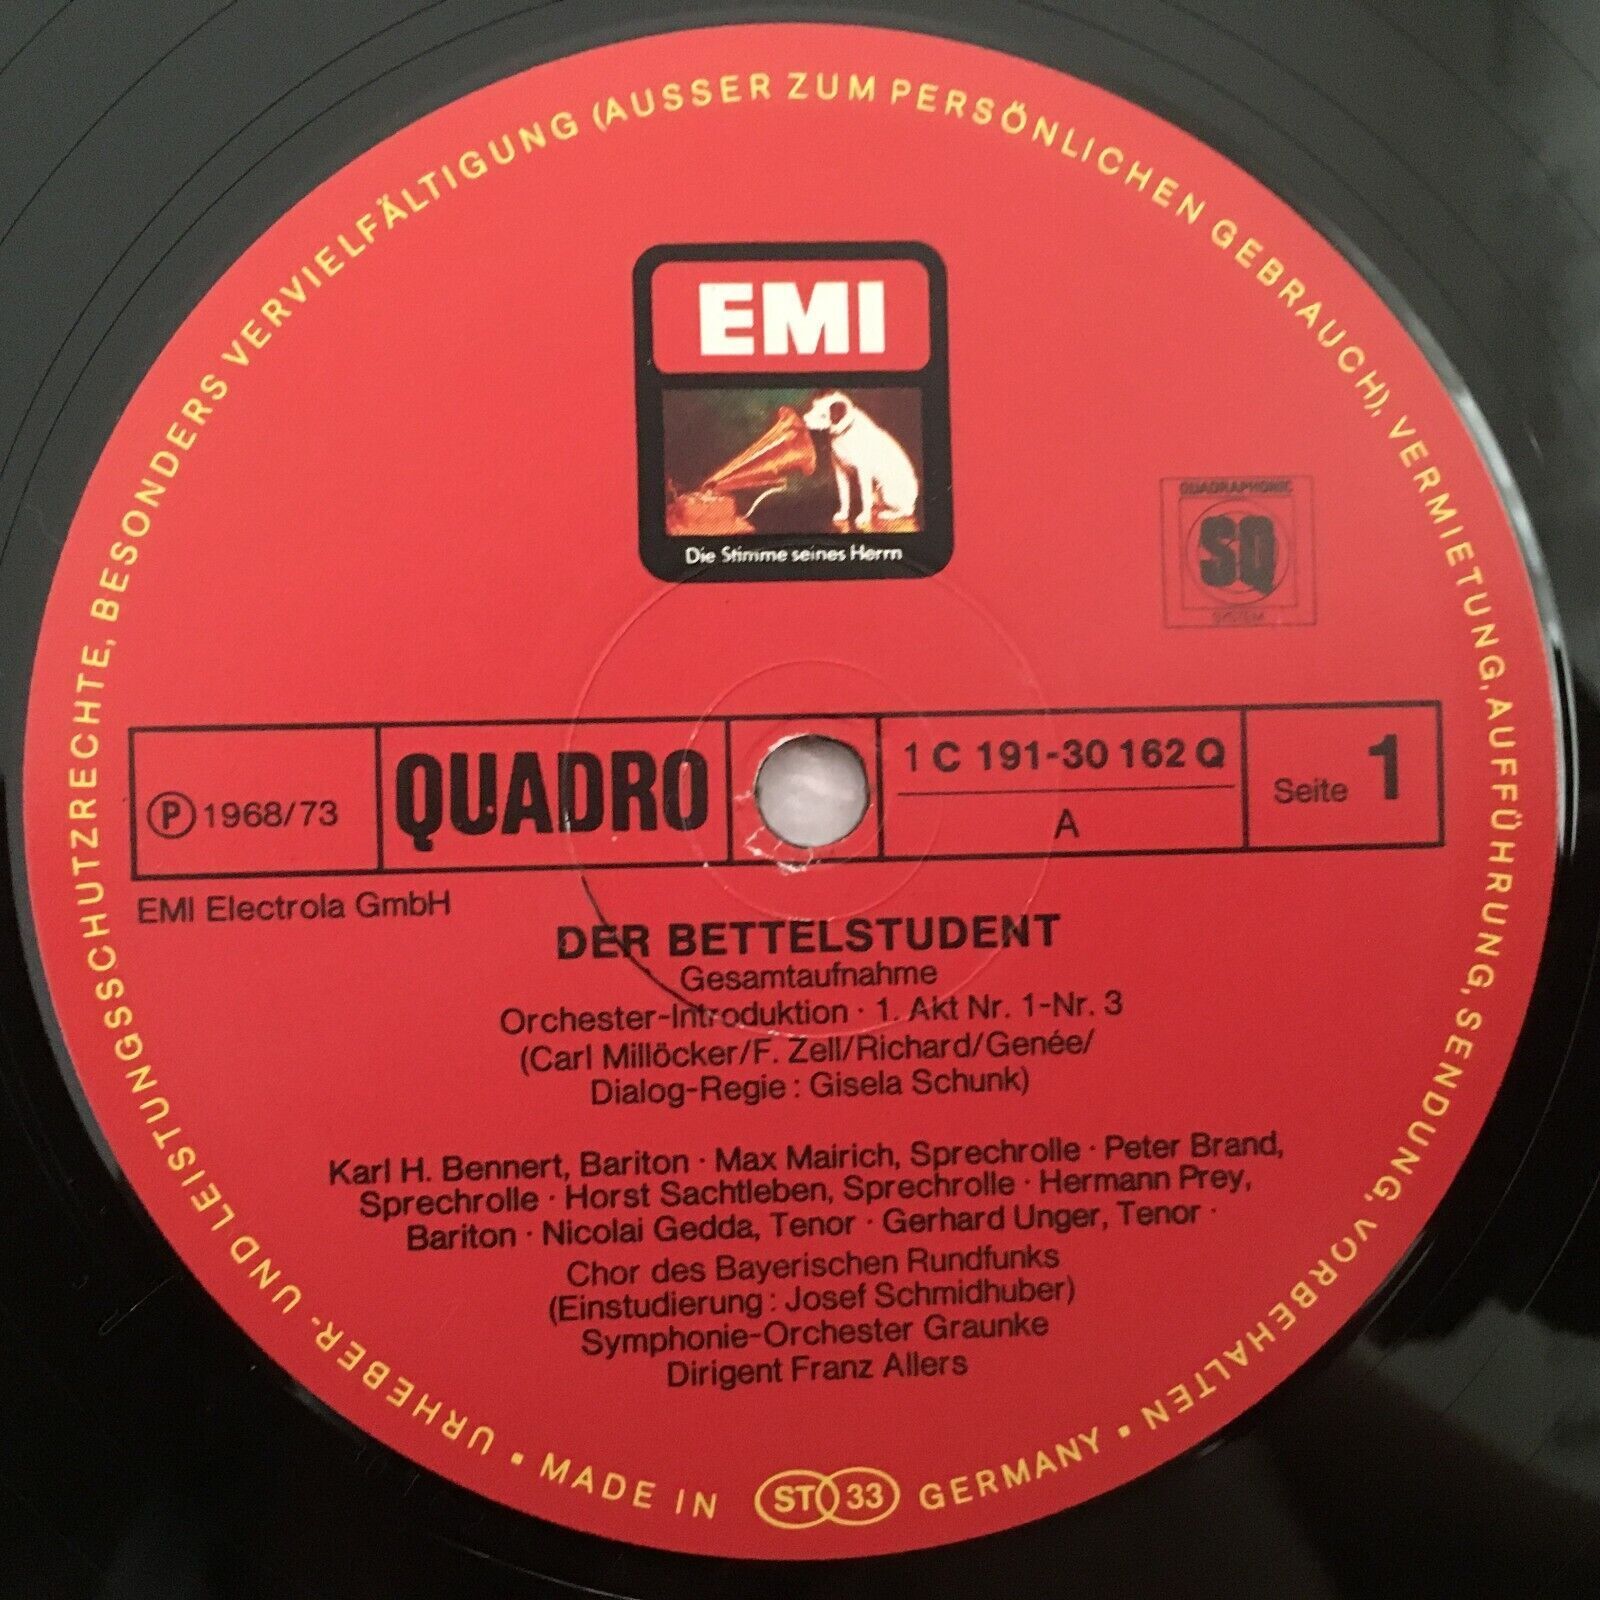 URHEBER- UND LEISTUNGSSCHUTZRECHTE, BESONDERS VERVIELFÄLTIGUNG (AUSSER ZUM PERSÖNLICHEN GEBRAUCH), VERMIETUNG, AUFFÜHRUNG, SENDUNG, VORBEHALTEN •
EMI
Die Stimme seines Herrn
QUADRAPHONIC
SQ
SYSTEM
Ⓟ 1968/73
QUADRO
1 C 191-30 162 Q
A
Seite 1
EMI Electrola GmbH
DER BETTELSTUDENT
Gesamtaufnahme
Orchester-Introduktion · 1. Akt Nr. 1-Nr. 3
(Carl Millöcker/F. Zell/Richard/Genée/
Dialog-Regie : Gisela Schunk)
Karl H. Bennert, Bariton · Max Mairich, Sprechrolle · Peter Brand,
Sprechrolle · Horst Sachtleben, Sprechrolle · Hermann Prey,
Bariton · Nicolai Gedda, Tenor · Gerhard Unger, Tenor ·
Chor des Bayerischen Rundfunks
(Einstudierung : Josef Schmidhuber)
Symphonie-Orchester Graunke
Dirigent Franz Allers
• MADE IN ST 33 GERMANY •